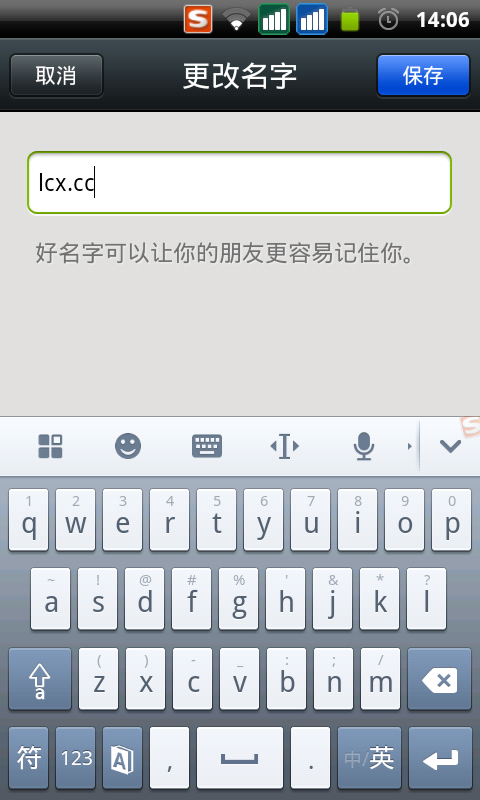 14:06
取消 更改名字 保存
lcx.cc
好名字可以让你的朋友更容易记住你。
1 2 3 4 5 6 7 8 9 0
q w e r t y u i o p
~ ! @ # % ' & * ?
a s d f g h j k l
( ) - _ : ; /
a z x c v b n m
符 123 A , . 中/英